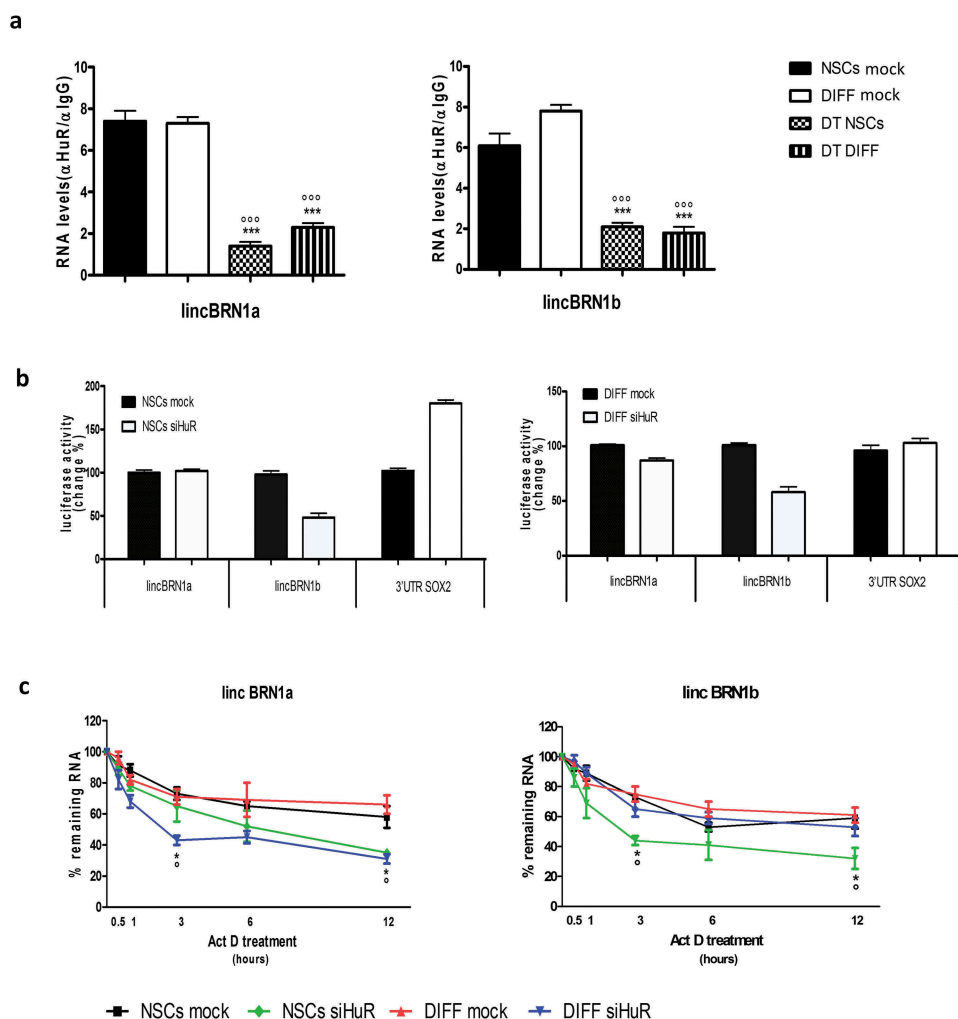 a
RNA levels(αHuR/αIgG)
8
6
4
2
0
ooo
***
ooo
***
lincBRN1a
RNA levels(αHuR/αIgG)
10
8
6
4
2
0
ooo
***
ooo
***
lincBRN1b
NSCs mock
DIFF mock
DT NSCs
DT DIFF
b
luciferase activity
(change %)
200
150
100
50
0
NSCs mock
NSCs siHuR
lincBRN1a
lincBRN1b
3'UTR SOX2
luciferase activity
(change %)
150
100
50
0
DIFF mock
DIFF siHuR
lincBRN1a
lincBRN1b
3'UTR SOX2
c
linc BRN1a
% remaining RNA
120
100
80
60
40
20
0
*
o
*
o
0.5 1 3 6 12
Act D treatment
(hours)
linc BRN1b
% remaining RNA
120
100
80
60
40
20
0
*
o
*
o
0.5 1 3 6 12
Act D treatment
(hours)
NSCs mock NSCs siHuR DIFF mock DIFF siHuR